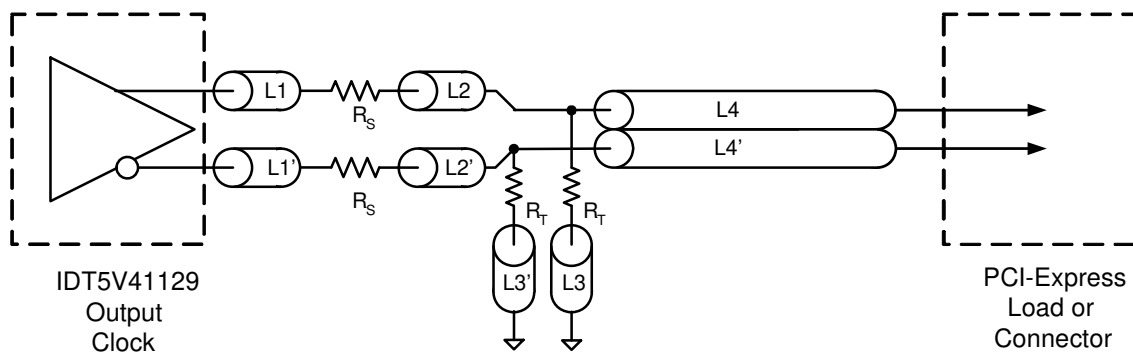 L1
R_S
L2
L4
L1’
R_S
L2’
L4’
R_T
R_T
L3’
L3
IDT5V41129
Output
Clock
PCI-Express
Load or
Connector